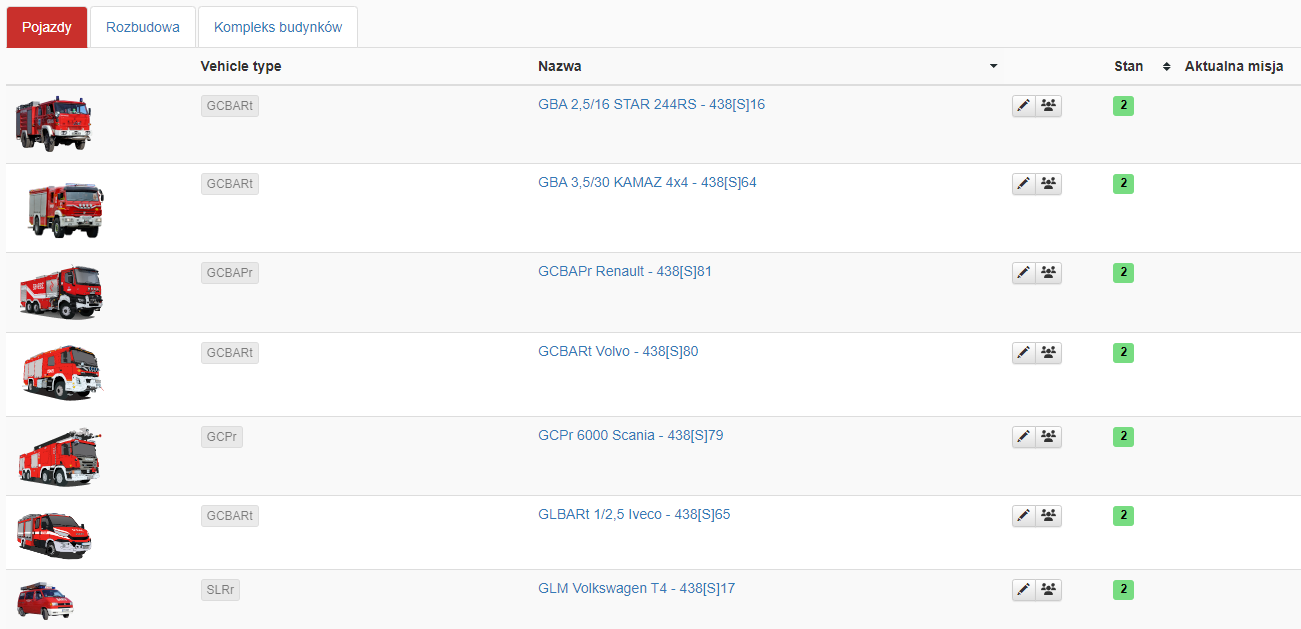 Pojazdy Rozbudowa Kompleks budynków
Vehicle type Nazwa Stan Aktualna misja
GCBARt GBA 2,5/16 STAR 244RS - 438[S]16 2
GCBARt GBA 3,5/30 KAMAZ 4x4 - 438[S]64 2
GCBAPr GCBAPr Renault - 438[S]81 2
GCBARt GCBARt Volvo - 438[S]80 2
GCPr GCPr 6000 Scania - 438[S]79 2
GCBARt GLBARt 1/2,5 Iveco - 438[S]65 2
SLRr GLM Volkswagen T4 - 438[S]17 2